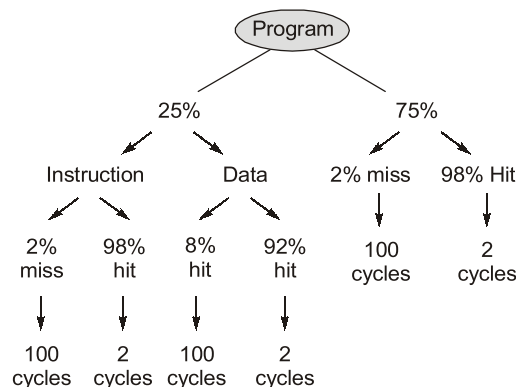 Program
25% 75%
Instruction Data 2% miss 98% Hit
2% 98% 8% 92% 100 2
miss hit hit hit cycles cycles
100 2 100 2
cycles cycles cycles cycles